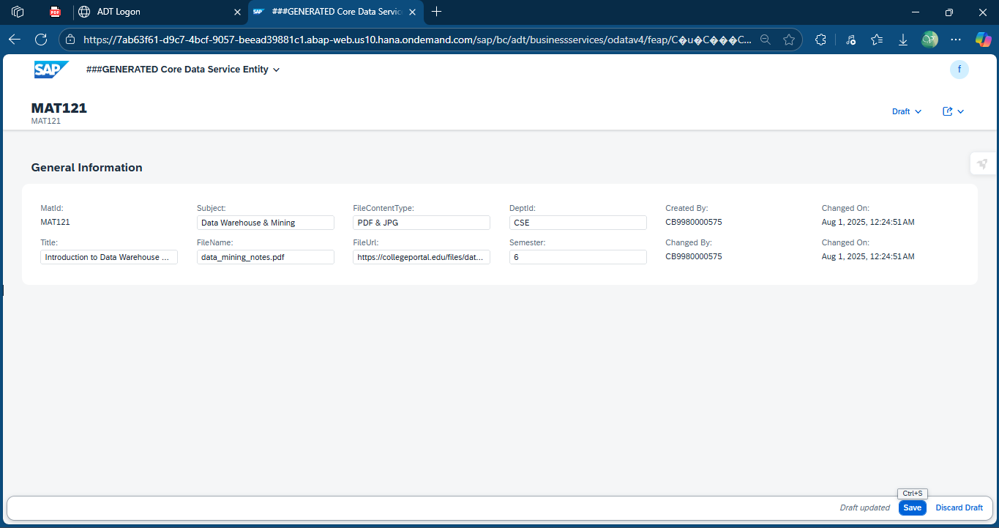 PDF
ADT Logon
SAP ###GENERATED Core Data Servic
https://7ab63f61-d9c7-4bcf-9057-beead39881c1.abap-web.us10.hana.ondemand.com/sap/bc/adt/businessservices/odatav4/feap/C�u�C���C...
SAP ###GENERATED Core Data Service Entity
f
MAT121
MAT121
Draft
General Information
MatId: Subject: FileContentType: DeptId: Created By: Changed On:
MAT121 Data Warehouse & Mining PDF & JPG CSE CB9980000575 Aug 1, 2025, 12:24:51 AM
Title: FileName: FileUrl: Semester: Changed By: Changed On:
Introduction to Data Warehouse ... data_mining_notes.pdf https://collegeportal.edu/files/dat... 6 CB9980000575 Aug 1, 2025, 12:24:51 AM
Ctrl+S
Draft updated Save Discard Draft